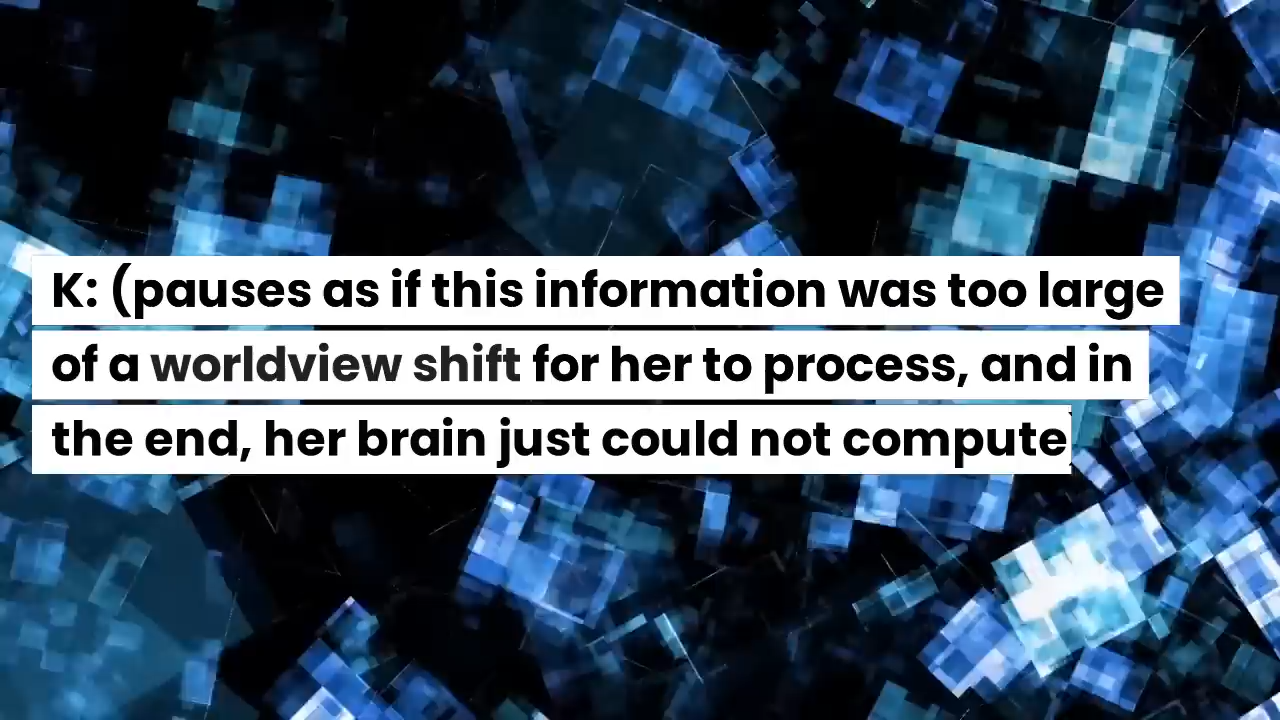 K: (pauses as if this information was too large
of a worldview shift for her to process, and in
the end, her brain just could not compute